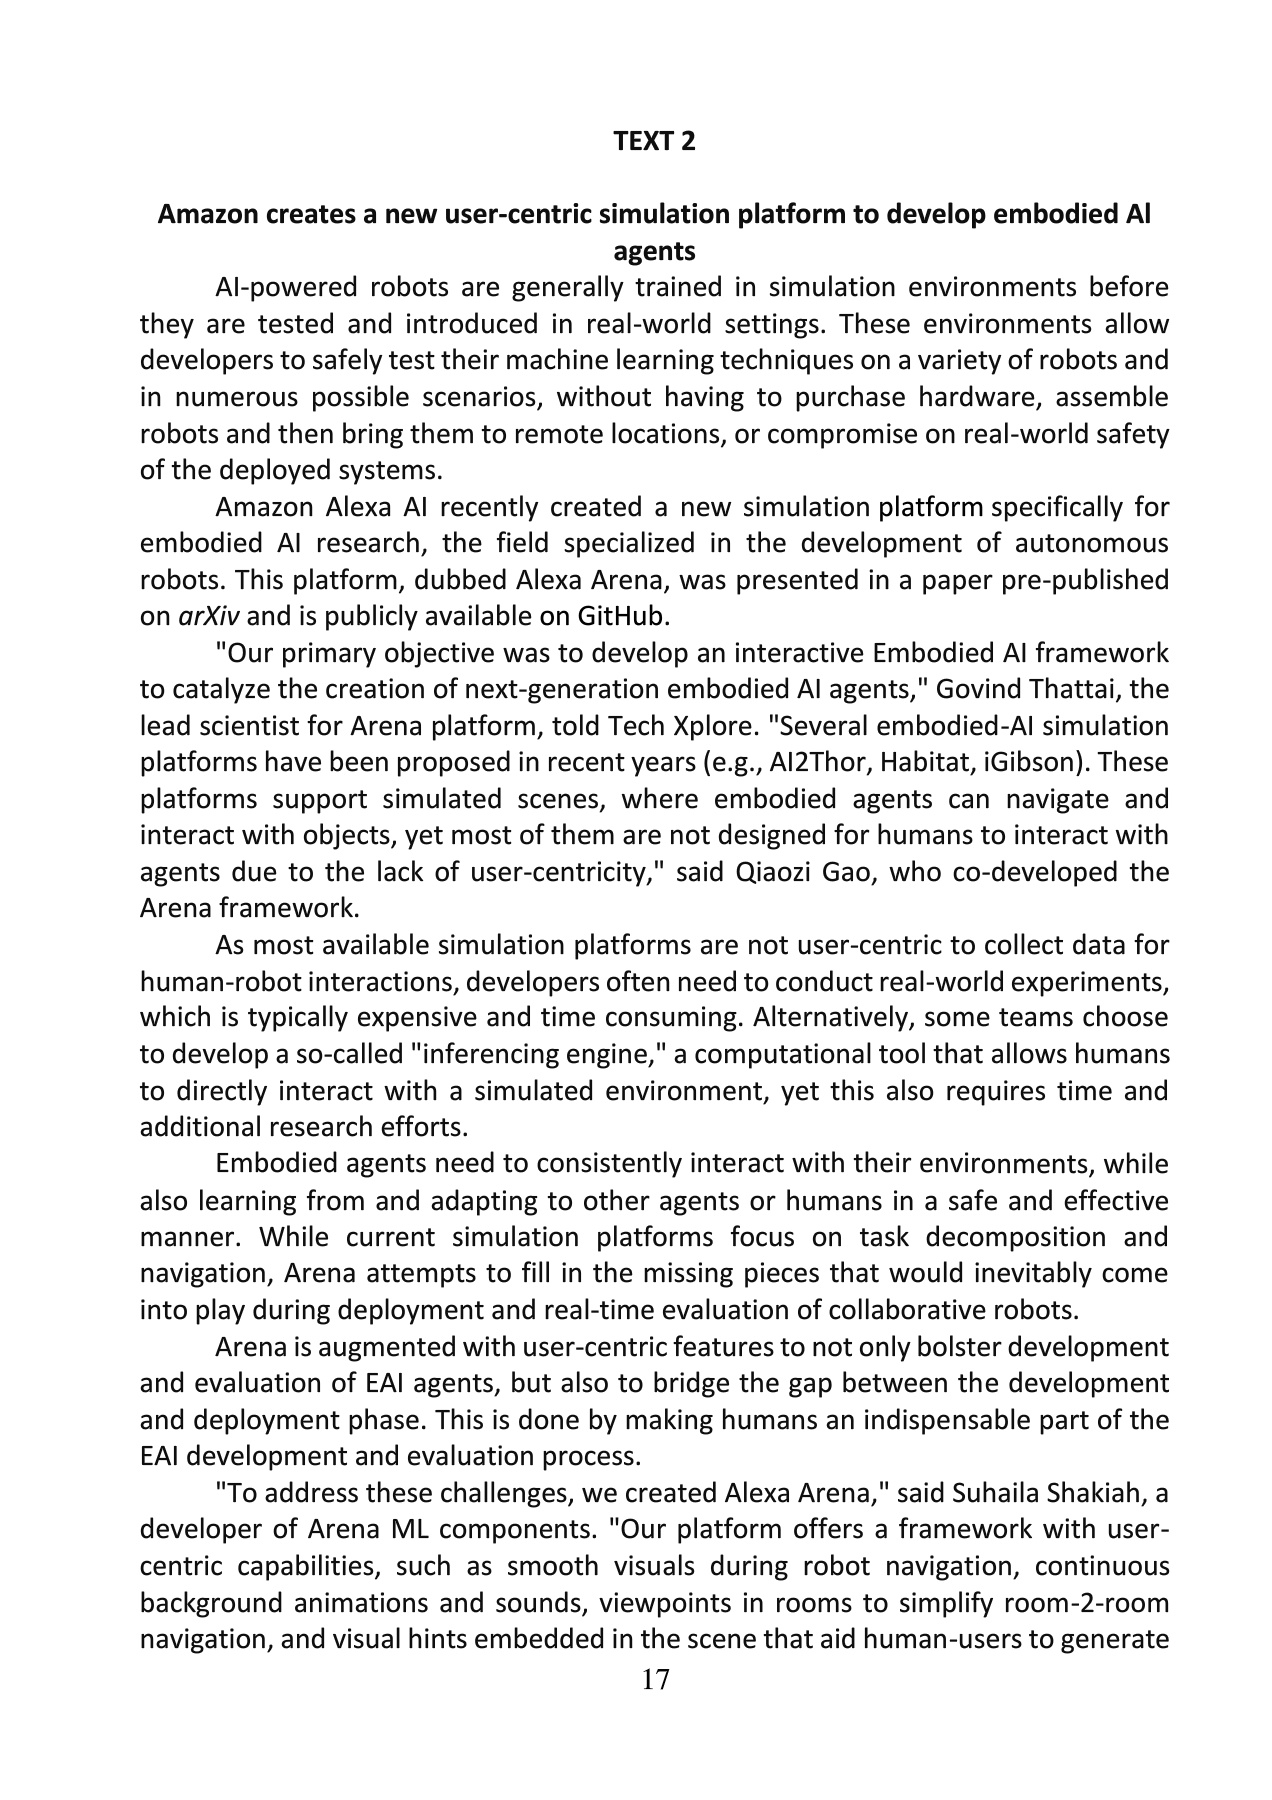 TEXT 2
Amazon creates a new user-centric simulation platform to develop embodied AI
agents
AI-powered robots are generally trained in simulation environments before
they are tested and introduced in real-world settings. These environments allow
developers to safely test their machine learning techniques on a variety of robots and
in numerous possible scenarios, without having to purchase hardware, assemble
robots and then bring them to remote locations, or compromise on real-world safety
of the deployed systems.
Amazon Alexa AI recently created a new simulation platform specifically for
embodied AI research, the field specialized in the development of autonomous
robots. This platform, dubbed Alexa Arena, was presented in a paper pre-published
on arXiv and is publicly available on GitHub.
"Our primary objective was to develop an interactive Embodied AI framework
to catalyze the creation of next-generation embodied AI agents," Govind Thattai, the
lead scientist for Arena platform, told Tech Xplore. "Several embodied-AI simulation
platforms have been proposed in recent years (e.g., AI2Thor, Habitat, iGibson). These
platforms support simulated scenes, where embodied agents can navigate and
interact with objects, yet most of them are not designed for humans to interact with
agents due to the lack of user-centricity," said Qiaozi Gao, who co-developed the
Arena framework.
As most available simulation platforms are not user-centric to collect data for
human-robot interactions, developers often need to conduct real-world experiments,
which is typically expensive and time consuming. Alternatively, some teams choose
to develop a so-called "inferencing engine," a computational tool that allows humans
to directly interact with a simulated environment, yet this also requires time and
additional research efforts.
Embodied agents need to consistently interact with their environments, while
also learning from and adapting to other agents or humans in a safe and effective
manner. While current simulation platforms focus on task decomposition and
navigation, Arena attempts to fill in the missing pieces that would inevitably come
into play during deployment and real-time evaluation of collaborative robots.
Arena is augmented with user-centric features to not only bolster development
and evaluation of EAI agents, but also to bridge the gap between the development
and deployment phase. This is done by making humans an indispensable part of the
EAI development and evaluation process.
"To address these challenges, we created Alexa Arena," said Suhaila Shakiah, a
developer of Arena ML components. "Our platform offers a framework with user-
centric capabilities, such as smooth visuals during robot navigation, continuous
background animations and sounds, viewpoints in rooms to simplify room-2-room
navigation, and visual hints embedded in the scene that aid human-users to generate
17